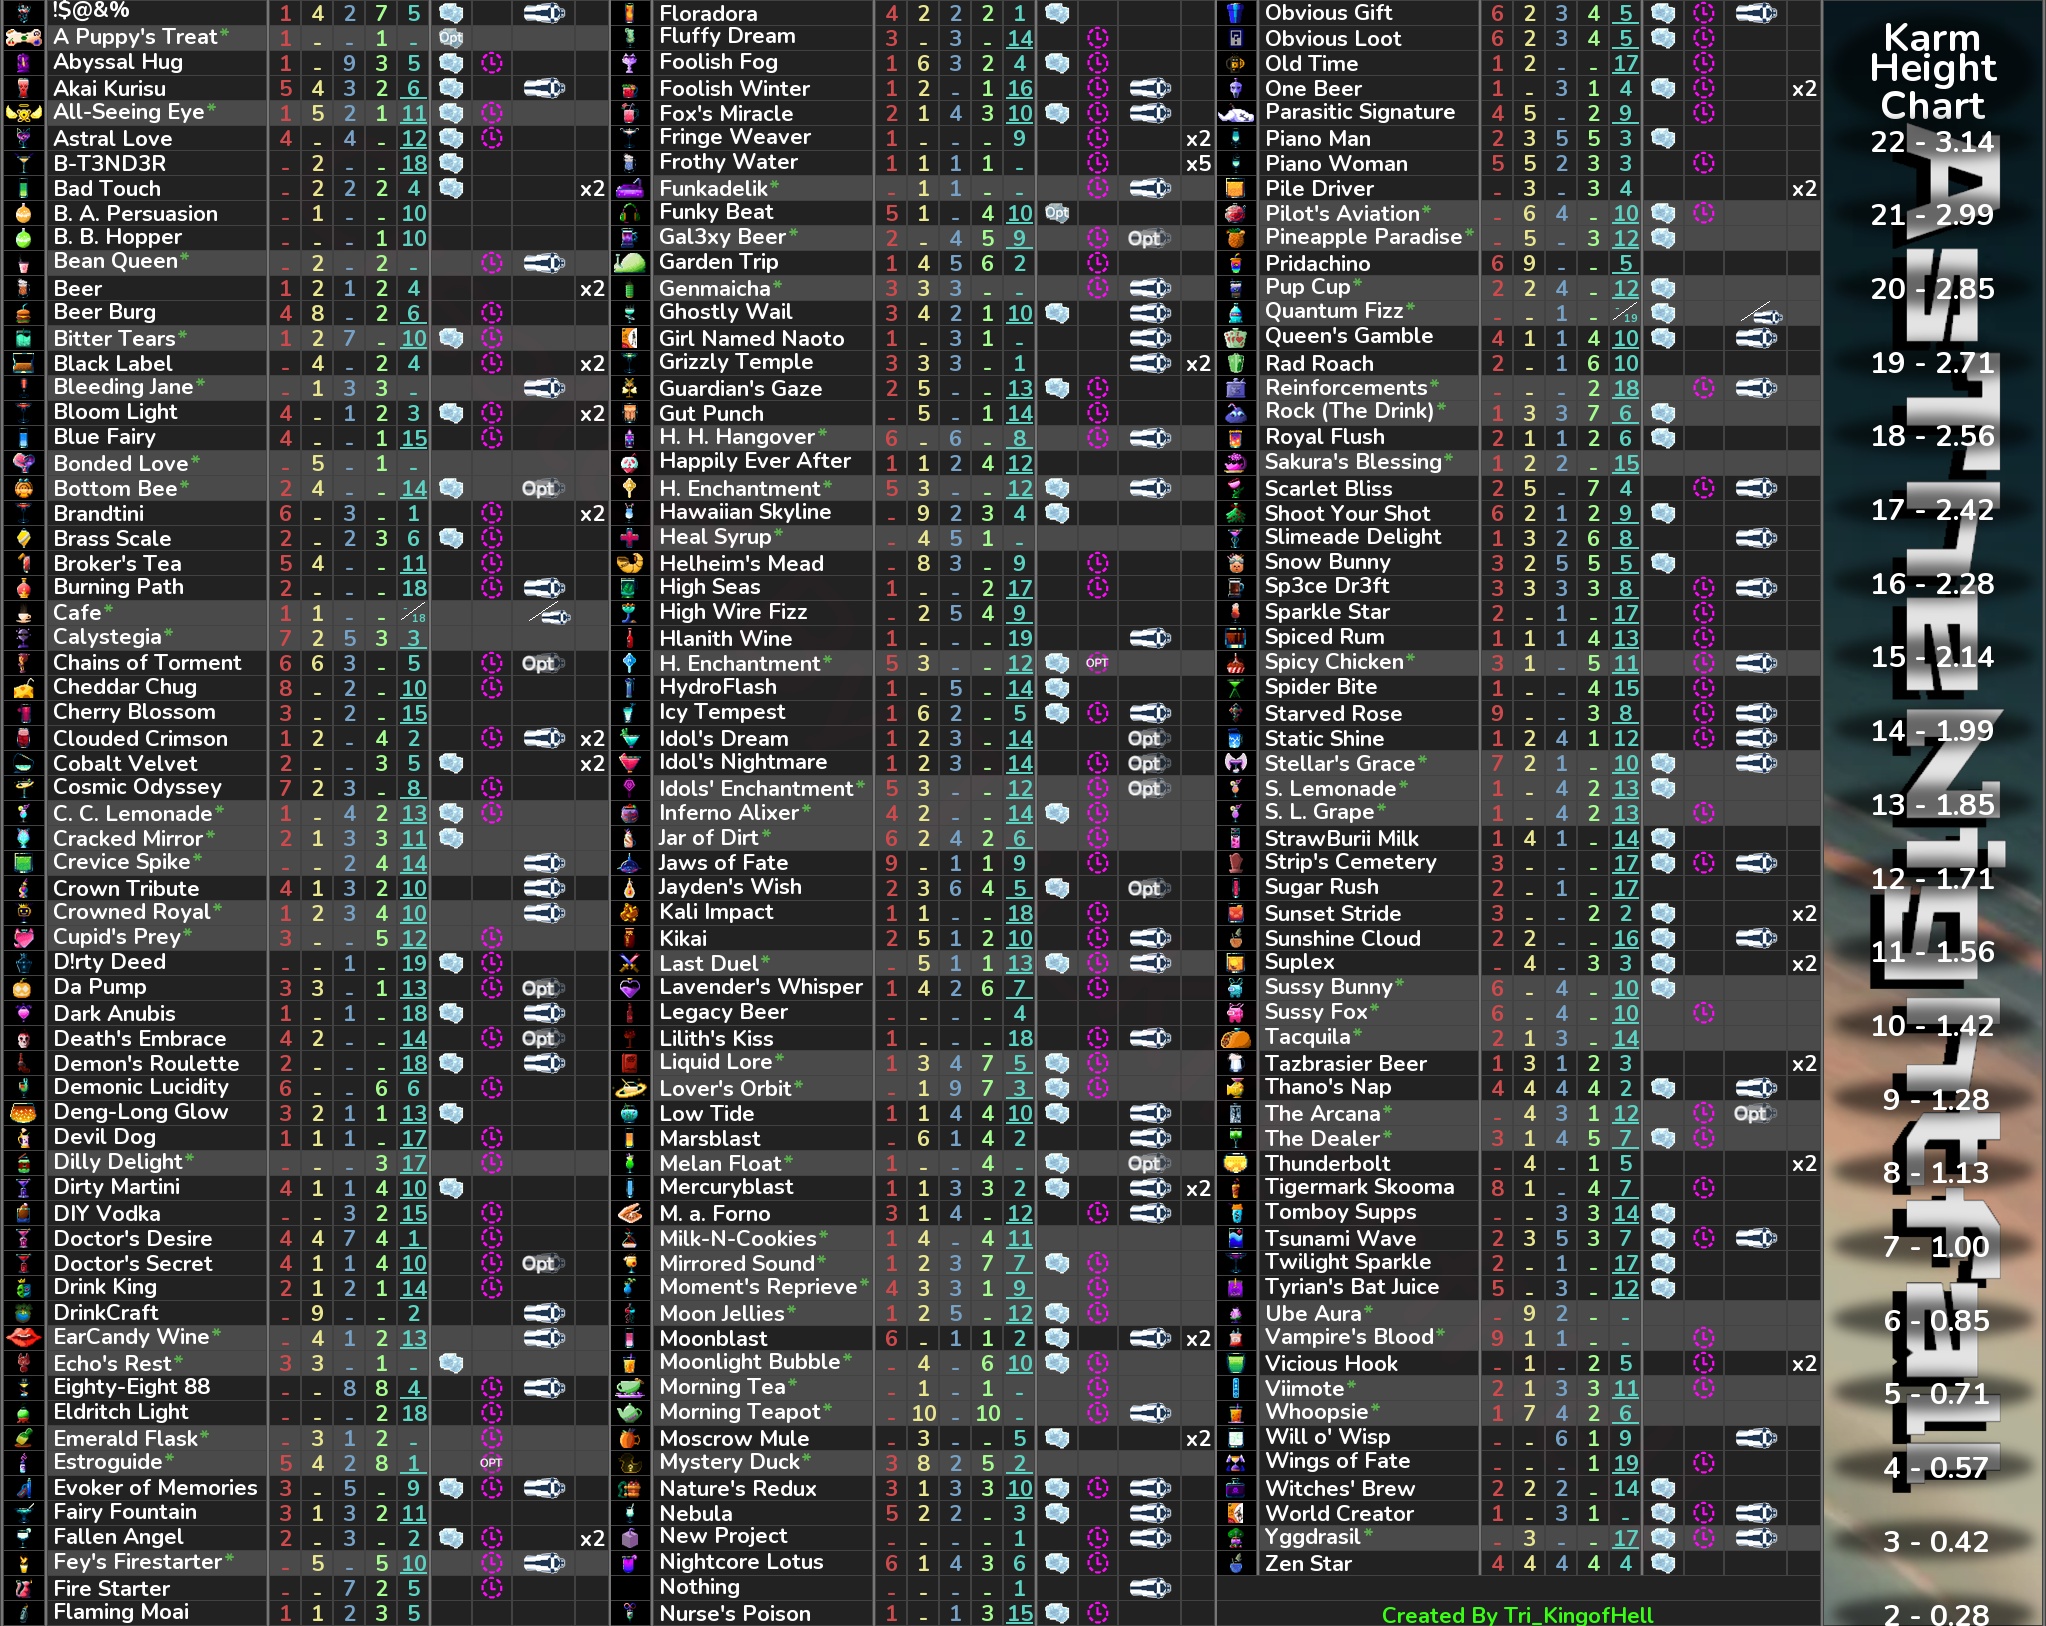 !$@&% 1 4 2 7 5
A Puppy's Treat* 1 - - 1 - Opt
Abyssal Hug 1 - 9 3 5
Akai Kurisu 5 4 3 2 6
All-Seeing Eye* 1 5 2 1 11
Astral Love 4 - 4 - 12
B-T3ND3R - 2 - - 18
Bad Touch - 2 2 2 4 x2
B. A. Persuasion - 1 - - 10
B. B. Hopper - - - 1 10
Bean Queen* - 2 - 2 -
Beer 1 2 1 2 4 x2
Beer Burg 4 8 - 2 6
Bitter Tears* 1 2 7 - 10
Black Label - 4 - 2 4 x2
Bleeding Jane* - 1 3 3 -
Bloom Light 4 - 1 2 3 x2
Blue Fairy 4 - - 1 15
Bonded Love* - 5 - 1 -
Bottom Bee* 2 4 - - 14 Opt
Brandtini 6 - 3 - 1 x2
Brass Scale 2 - 2 3 6
Broker's Tea 5 4 - - 11
Burning Path 2 - - - 18
Cafe* 1 1 - - -/18
Calystegia* 7 2 5 3 3
Chains of Torment 6 6 3 - 5 Opt
Cheddar Chug 8 - 2 - 10
Cherry Blossom 3 - 2 - 15
Clouded Crimson 1 2 - 4 2 x2
Cobalt Velvet 2 - - 3 5 x2
Cosmic Odyssey 7 2 3 - 8
C. C. Lemonade* 1 - 4 2 13
Cracked Mirror* 2 1 3 3 11
Crevice Spike* - - 2 4 14
Crown Tribute 4 1 3 2 10
Crowned Royal* 1 2 3 4 10
Cupid's Prey* 3 - - 5 12
D!rty Deed - - 1 - 19
Da Pump 3 3 - 1 13 Opt
Dark Anubis 1 - 1 - 18
Death's Embrace 4 2 - - 14 Opt
Demon's Roulette 2 - - - 18
Demonic Lucidity 6 - - 6 6
Deng-Long Glow 3 2 1 1 13
Devil Dog 1 1 1 - 17
Dilly Delight* - - - 3 17
Dirty Martini 4 1 1 4 10
DIY Vodka - - 3 2 15
Doctor's Desire 4 4 7 4 1
Doctor's Secret 4 1 1 4 10 Opt
Drink King 2 1 2 1 14
DrinkCraft - 9 - - 2
EarCandy Wine* - 4 1 2 13
Echo's Rest* 3 3 - 1 -
Eighty-Eight 88 - - 8 8 4
Eldritch Light - - - 2 18
Emerald Flask* - 3 1 2 -
Estroguide* 5 4 2 8 1 OPT
Evoker of Memories 3 - 5 - 9
Fairy Fountain 3 1 3 2 11
Fallen Angel 2 - 3 - 2 x2
Fey's Firestarter* - 5 - 5 10
Fire Starter - - 7 2 5
Flaming Moai 1 1 2 3 5
Floradora 4 2 2 2 1
Fluffy Dream 3 - 3 - 14
Foolish Fog 1 6 3 2 4
Foolish Winter 1 2 - 1 16
Fox's Miracle 2 1 4 3 10
Fringe Weaver 1 - - - 9 x2
Frothy Water 1 1 1 1 - x5
Funkadelik* - 1 1 - -
Funky Beat 5 1 - 4 10 Opt
Gal3xy Beer* 2 - 4 5 9 Opt
Garden Trip 1 4 5 6 2
Genmaicha* 3 3 3 - -
Ghostly Wail 3 4 2 1 10
Girl Named Naoto 1 - 3 1 -
Grizzly Temple 3 3 3 - 1 x2
Guardian's Gaze 2 5 - - 13
Gut Punch - 5 - 1 14
H. H. Hangover* 6 - 6 - 8
Happily Ever After 1 1 2 4 12
H. Enchantment* 5 3 - - 12
Hawaiian Skyline - 9 2 3 4
Heal Syrup* - 4 5 1 -
Helheim's Mead - 8 3 - 9
High Seas 1 - - 2 17
High Wire Fizz - 2 5 4 9
Hlanith Wine 1 - - - 19
H. Enchantment* 5 3 - - 12 OPT
HydroFlash 1 - 5 - 14
Icy Tempest 1 6 2 - 5
Idol's Dream 1 2 3 - 14 Opt
Idol's Nightmare 1 2 3 - 14 Opt
Idols' Enchantment* 5 3 - - 12 Opt
Inferno Alixer* 4 2 - - 14
Jar of Dirt* 6 2 4 2 6
Jaws of Fate 9 - 1 1 9
Jayden's Wish 2 3 6 4 5 Opt
Kali Impact 1 1 - - 18
Kikai 2 5 1 2 10
Last Duel* - 5 1 1 13
Lavender's Whisper 1 4 2 6 7
Legacy Beer - - - - 4
Lilith's Kiss 1 - - - 18
Liquid Lore* 1 3 4 7 5
Lover's Orbit* - 1 9 7 3
Low Tide 1 1 4 4 10
Marsblast - 6 1 4 2
Melan Float* 1 - - 4 - Opt
Mercuryblast 1 1 3 3 2 x2
M. a. Forno 3 1 4 - 12
Milk-N-Cookies* 1 4 - 4 11
Mirrored Sound* 1 2 3 7 7
Moment's Reprieve* 4 3 3 1 9
Moon Jellies* 1 2 5 - 12
Moonblast 6 - 1 1 2 x2
Moonlight Bubble* - 4 - 6 10
Morning Tea* - 1 - 1 -
Morning Teapot* - 10 - 10 -
Moscrow Mule - 3 - - 5 x2
Mystery Duck* 3 8 2 5 2
Nature's Redux 3 1 3 3 10
Nebula 5 2 2 - 3
New Project - - - - 1
Nightcore Lotus 6 1 4 3 6
Nothing - - - - 1
Nurse's Poison 1 - 1 3 15
Obvious Gift 6 2 3 4 5
Obvious Loot 6 2 3 4 5
Old Time 1 2 - - 17
One Beer 1 - 3 1 4 x2
Parasitic Signature 4 5 - 2 9
Piano Man 2 3 5 5 3
Piano Woman 5 5 2 3 3
Pile Driver - 3 - 3 4 x2
Pilot's Aviation* - 6 4 - 10
Pineapple Paradise* - 5 - 3 12
Pridachino 6 9 - - 5
Pup Cup* 2 2 4 - 12
Quantum Fizz* - - 1 - /19
Queen's Gamble 4 1 1 4 10
Rad Roach 2 - 1 6 10
Reinforcements* - - - 2 18
Rock (The Drink)* 1 3 3 7 6
Royal Flush 2 1 1 2 6
Sakura's Blessing* 1 2 2 - 15
Scarlet Bliss 2 5 - 7 4
Shoot Your Shot 6 2 1 2 9
Slimeade Delight 1 3 2 6 8
Snow Bunny 3 2 5 5 5
Sp3ce Dr3ft 3 3 3 3 8
Sparkle Star 2 - 1 - 17
Spiced Rum 1 1 1 4 13
Spicy Chicken* 3 1 - 5 11
Spider Bite 1 - - 4 15
Starved Rose 9 - - 3 8
Static Shine 1 2 4 1 12
Stellar's Grace* 7 2 1 - 10
S. Lemonade* 1 - 4 2 13
S. L. Grape* 1 - 4 2 13
StrawBurii Milk 1 4 1 - 14
Strip's Cemetery 3 - - - 17
Sugar Rush 2 - 1 - 17
Sunset Stride 3 - - 2 2 x2
Sunshine Cloud 2 2 - - 16
Suplex - 4 - 3 3 x2
Sussy Bunny* 6 - 4 - 10
Sussy Fox* 6 - 4 - 10
Tacquila* 2 1 3 - 14
Tazbrasier Beer 1 3 1 2 3 x2
Thano's Nap 4 4 4 4 2
The Arcana* - 4 3 1 12 Opt
The Dealer* 3 1 4 5 7
Thunderbolt - 4 - 1 5 x2
Tigermark Skooma 8 1 - 4 7
Tomboy Supps - - 3 3 14
Tsunami Wave 2 3 5 3 7
Twilight Sparkle 2 - 1 - 17
Tyrian's Bat Juice 5 - 3 - 12
Ube Aura* - 9 2 - -
Vampire's Blood* 9 1 1 - -
Vicious Hook - 1 - 2 5 x2
Viimote* 2 1 3 3 11
Whoopsie* 1 7 4 2 6
Will o' Wisp - - 6 1 9
Wings of Fate - - - 1 19
Witches' Brew 2 2 2 - 14
World Creator 1 - 3 1 -
Yggdrasil* - 3 - - 17
Zen Star 4 4 4 4 4
Created By Tri_KingofHell
Karm
Height
Chart
22 - 3.14
21 - 2.99
20 - 2.85
19 - 2.71
18 - 2.56
17 - 2.42
16 - 2.28
15 - 2.14
14 - 1.99
13 - 1.85
12 - 1.71
11 - 1.56
10 - 1.42
9 - 1.28
8 - 1.13
7 - 1.00
6 - 0.85
5 - 0.71
4 - 0.57
3 - 0.42
2 - 0.28